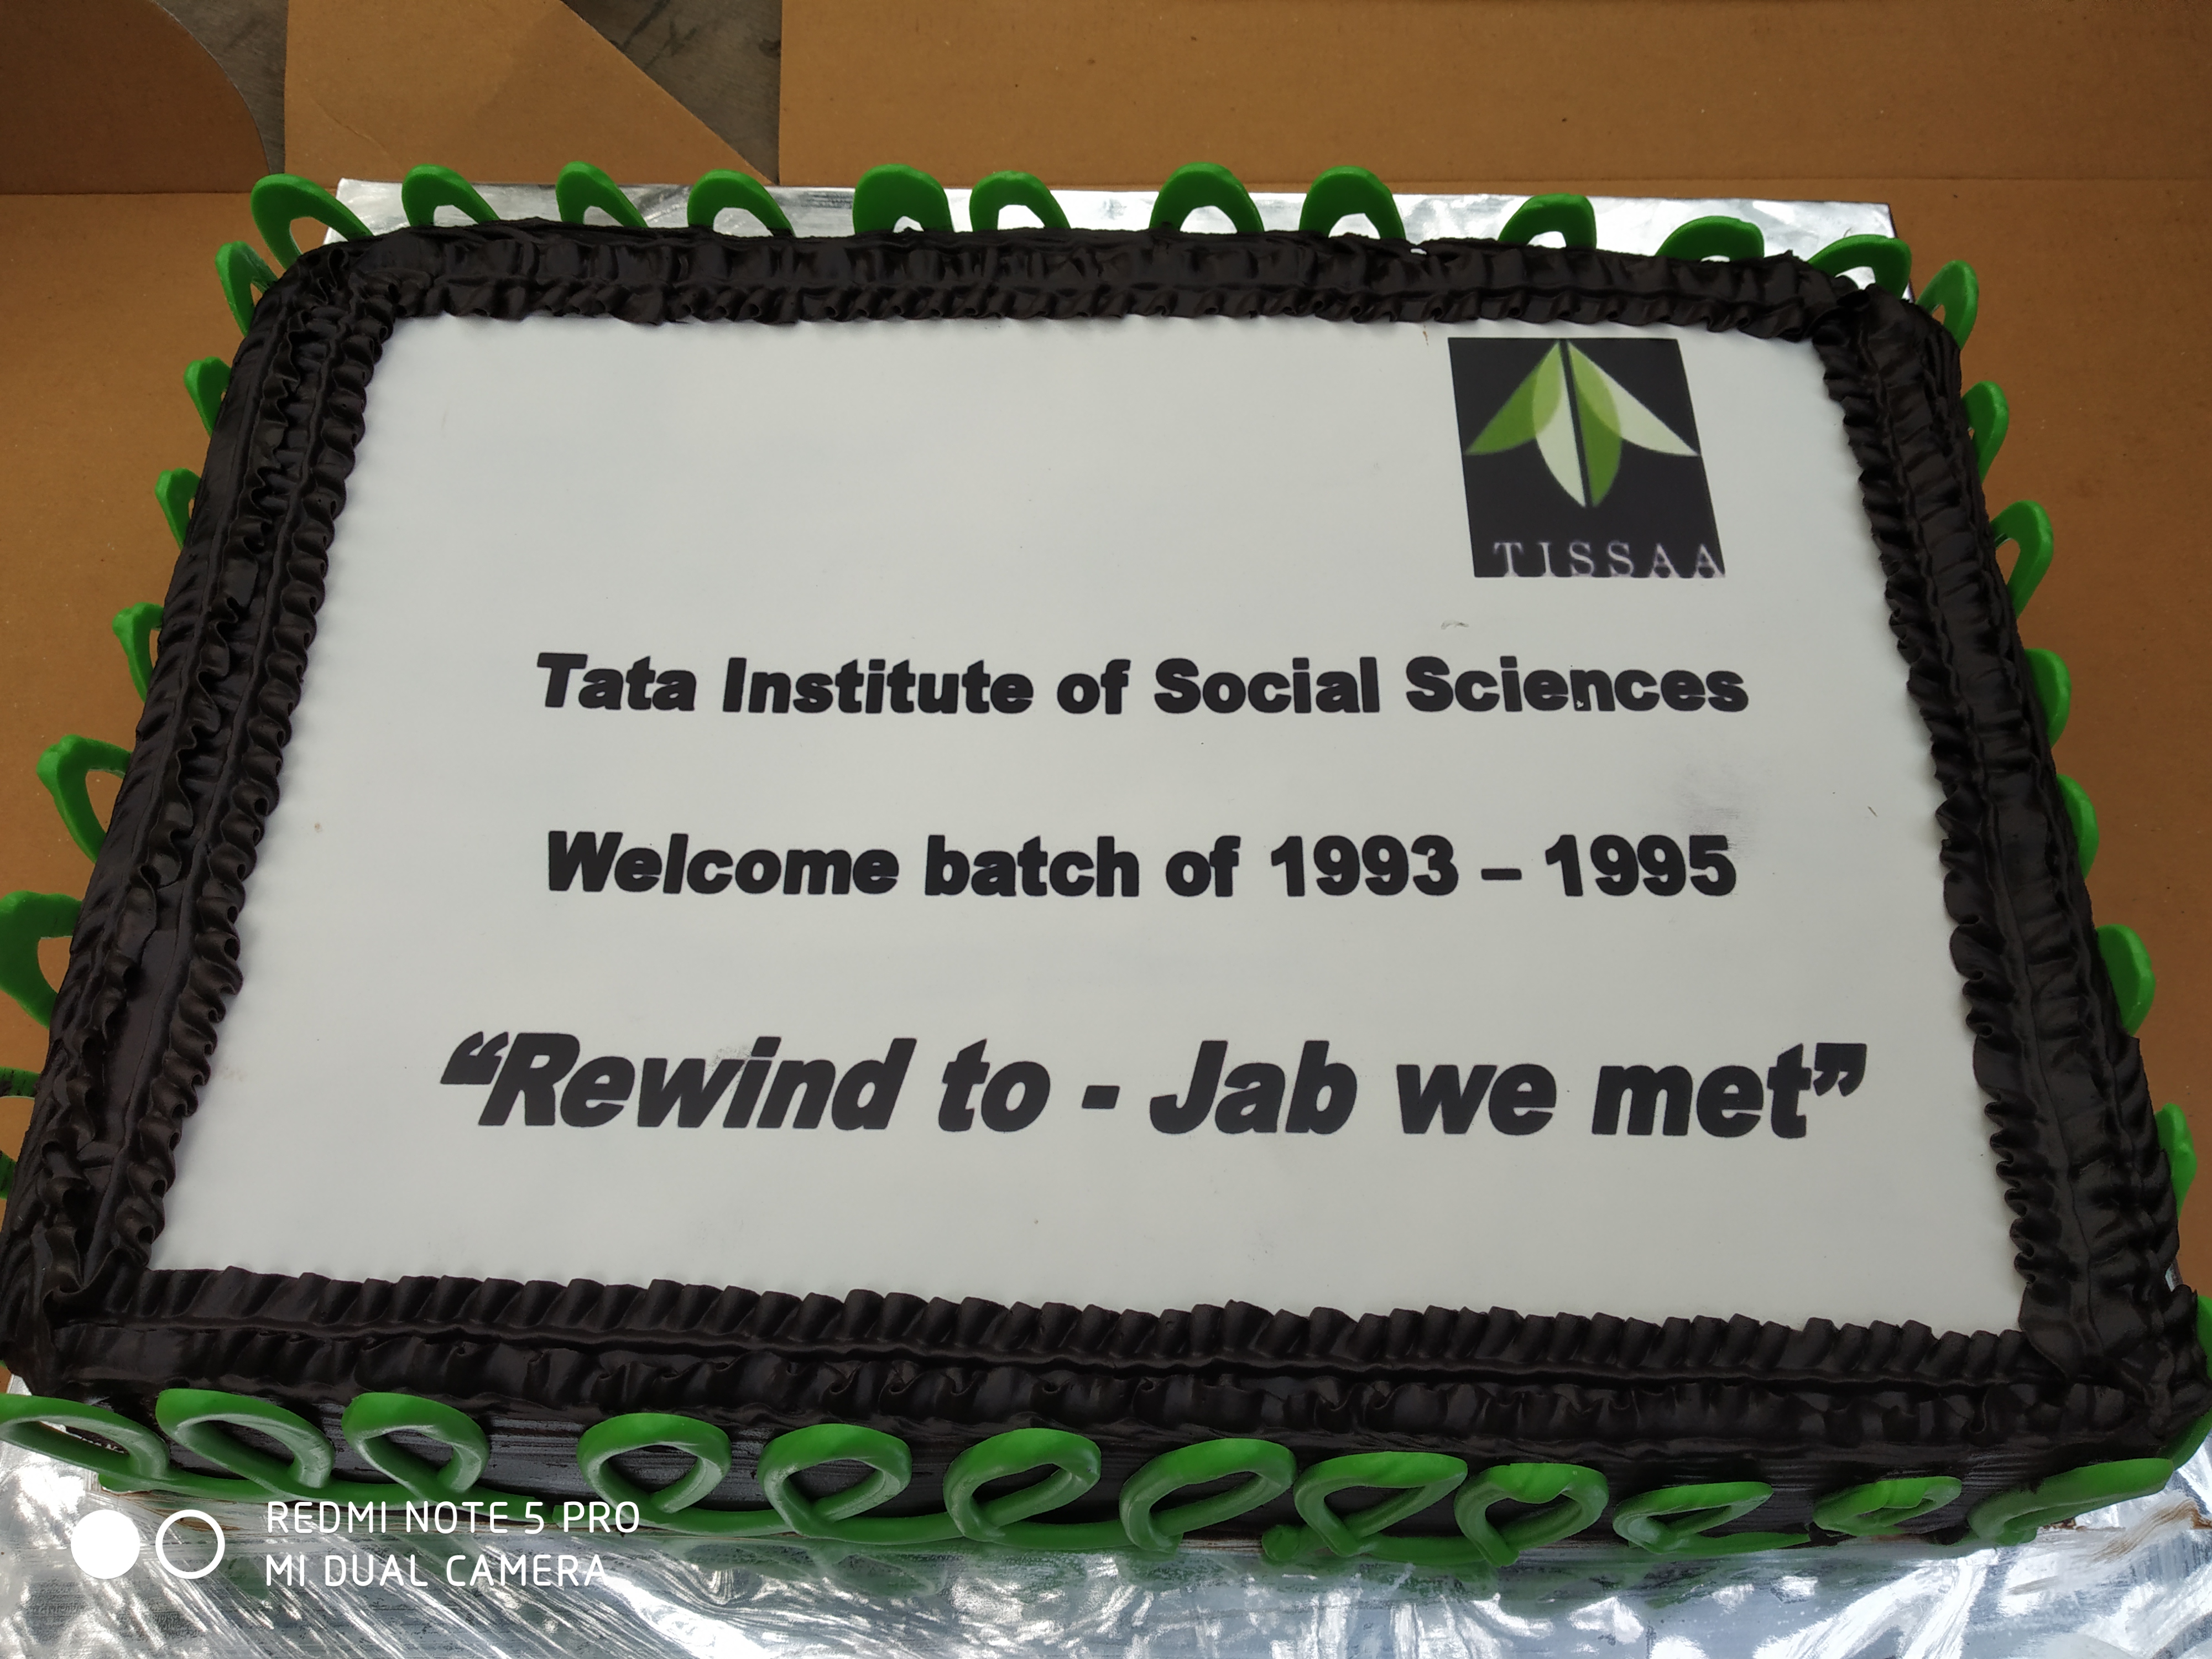 TISSAA
Tata Institute of Social Sciences
Welcome batch of 1993 – 1995
“Rewind to - Jab we met”
REDMI NOTE 5 PRO
MI DUAL CAMERA